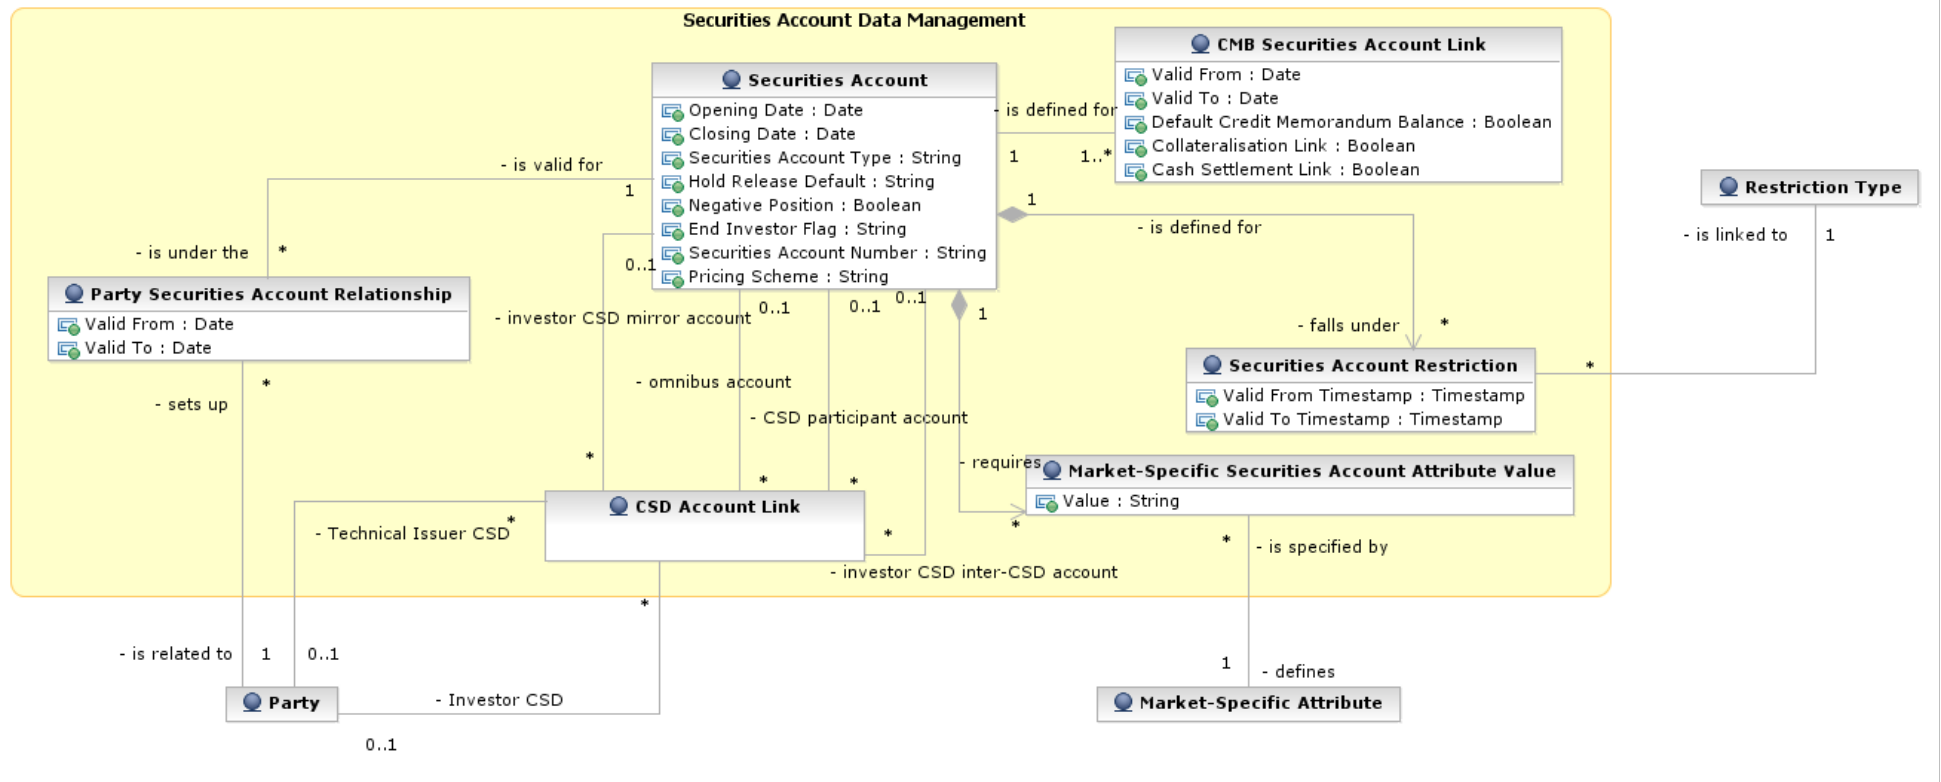 Securities Account Data Management
CMB Securities Account Link
Valid From : Date
Valid To : Date
Default Credit Memorandum Balance : Boolean
Collateralisation Link : Boolean
Cash Settlement Link : Boolean
Securities Account
Opening Date : Date
Closing Date : Date
Securities Account Type : String
Hold Release Default : String
Negative Position : Boolean
End Investor Flag : String
Securities Account Number : String
Pricing Scheme : String
- is defined for
1
1..*
- is valid for
1
Restriction Type
- is linked to
1
1
- is defined for
- is under the
*
0..1
Party Securities Account Relationship
Valid From : Date
Valid To : Date
- investor CSD mirror account
0..1
0..1
0..1
1
- falls under
*
Securities Account Restriction
Valid From Timestamp : Timestamp
Valid To Timestamp : Timestamp
*
*
- sets up
- omnibus account
- CSD participant account
*
*
*
- requires
Market-Specific Securities Account Attribute Value
Value : String
*
CSD Account Link
*
- Technical Issuer CSD
*
*
- is specified by
- investor CSD inter-CSD account
*
- is related to
1
0..1
1
- defines
Party
- Investor CSD
Market-Specific Attribute
0..1